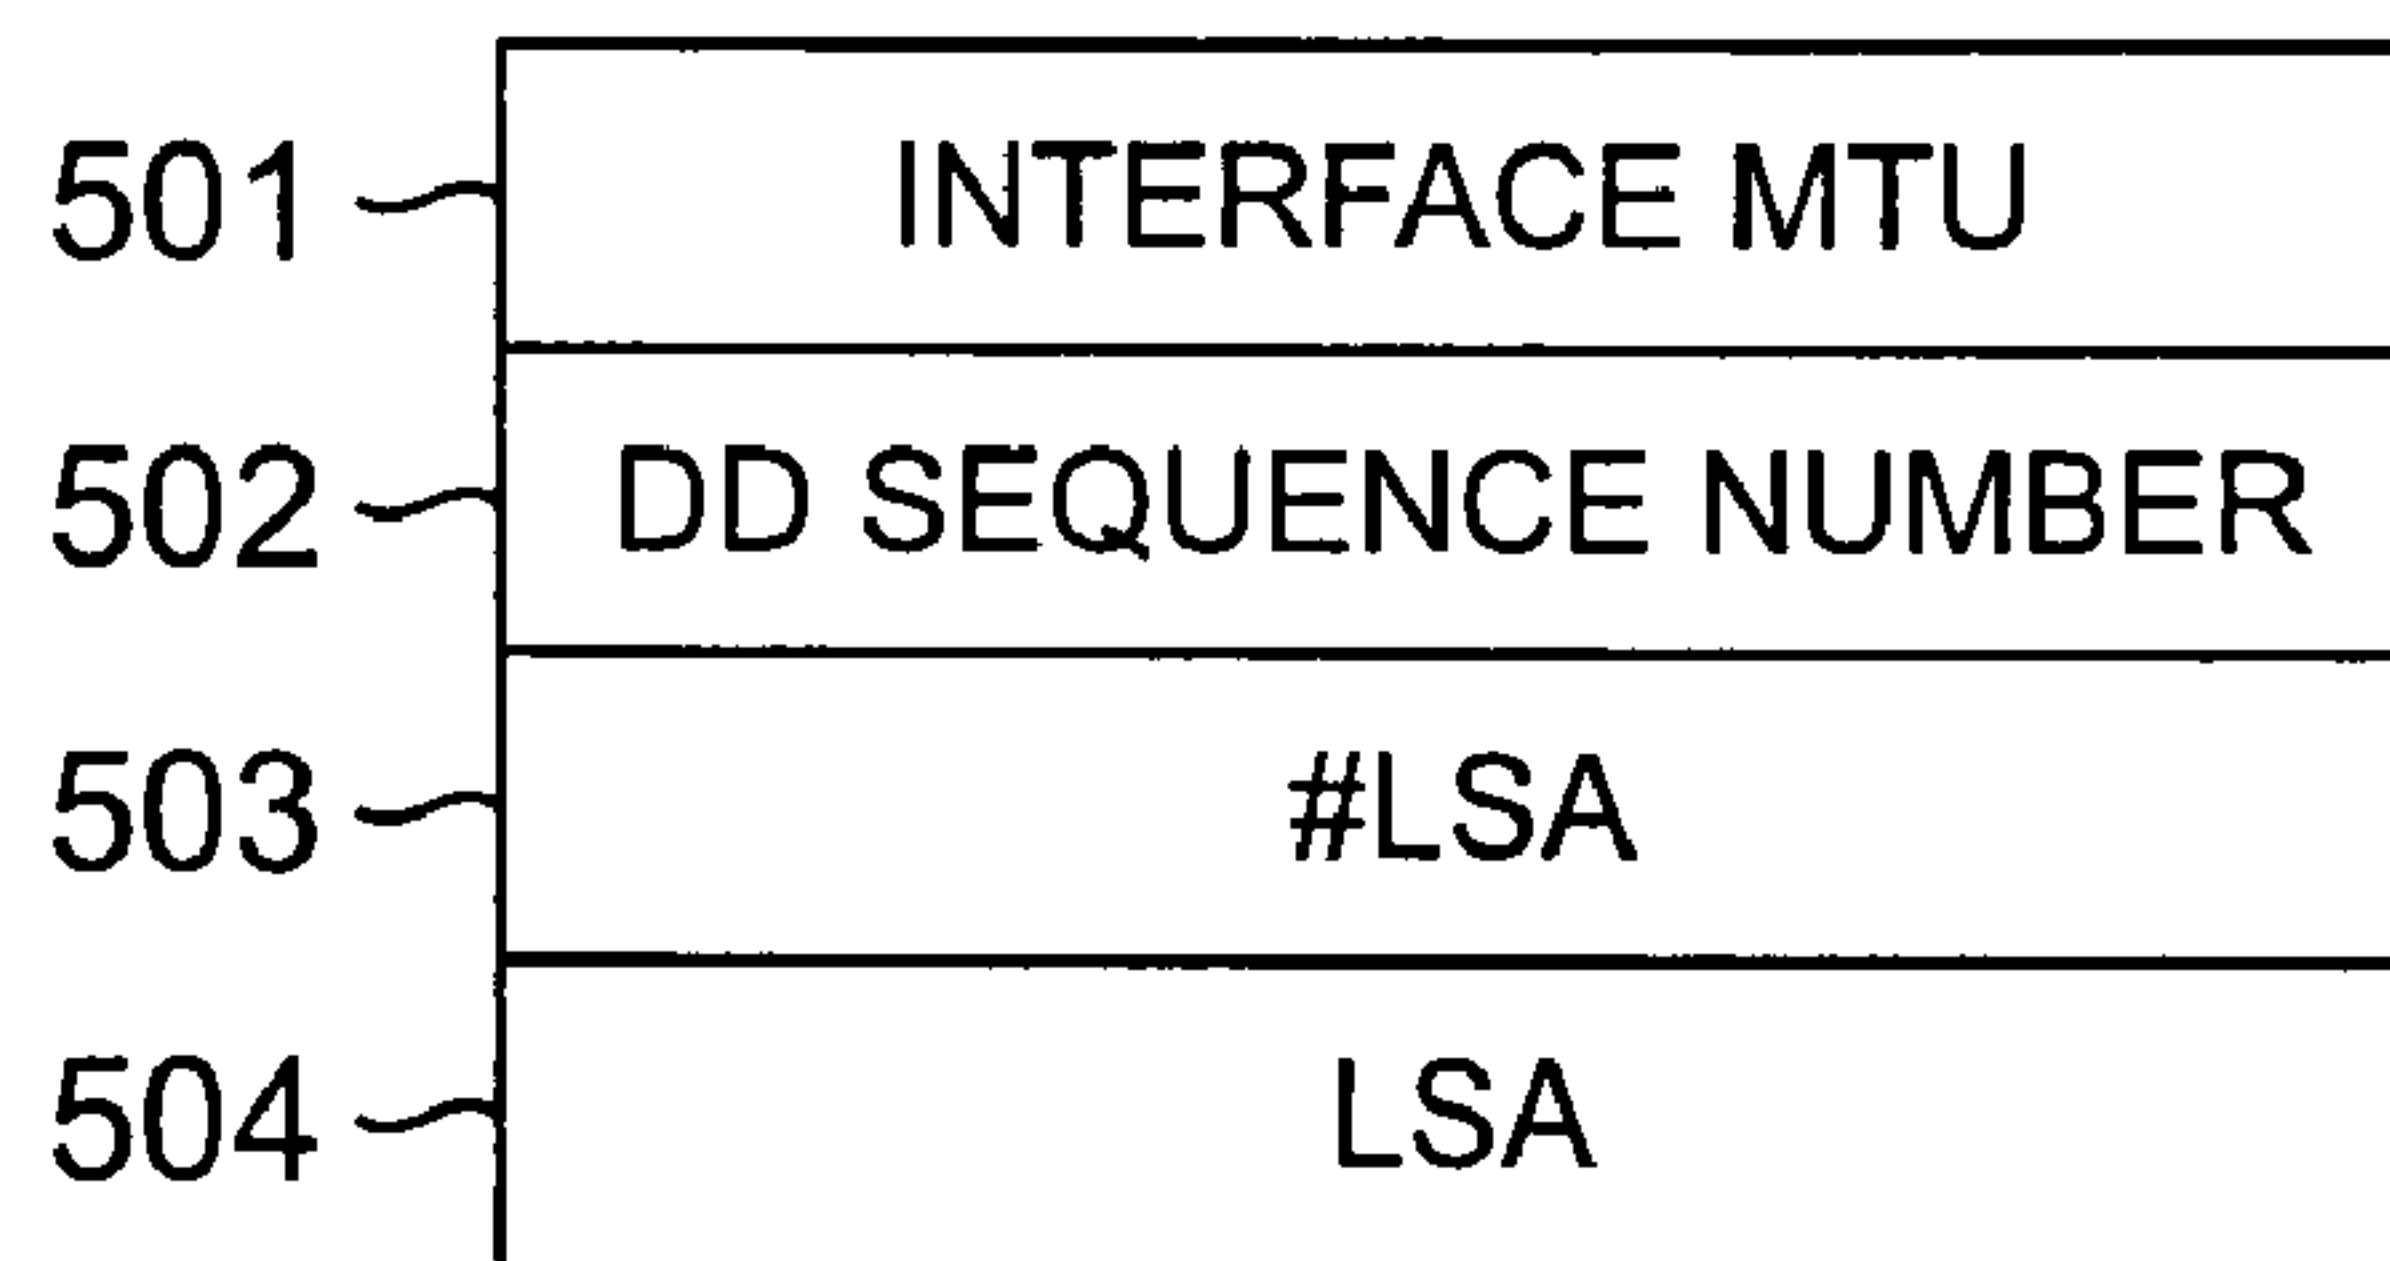 501 INTERFACE MTU
502 DD SEQUENCE NUMBER
503 #LSA
504 LSA